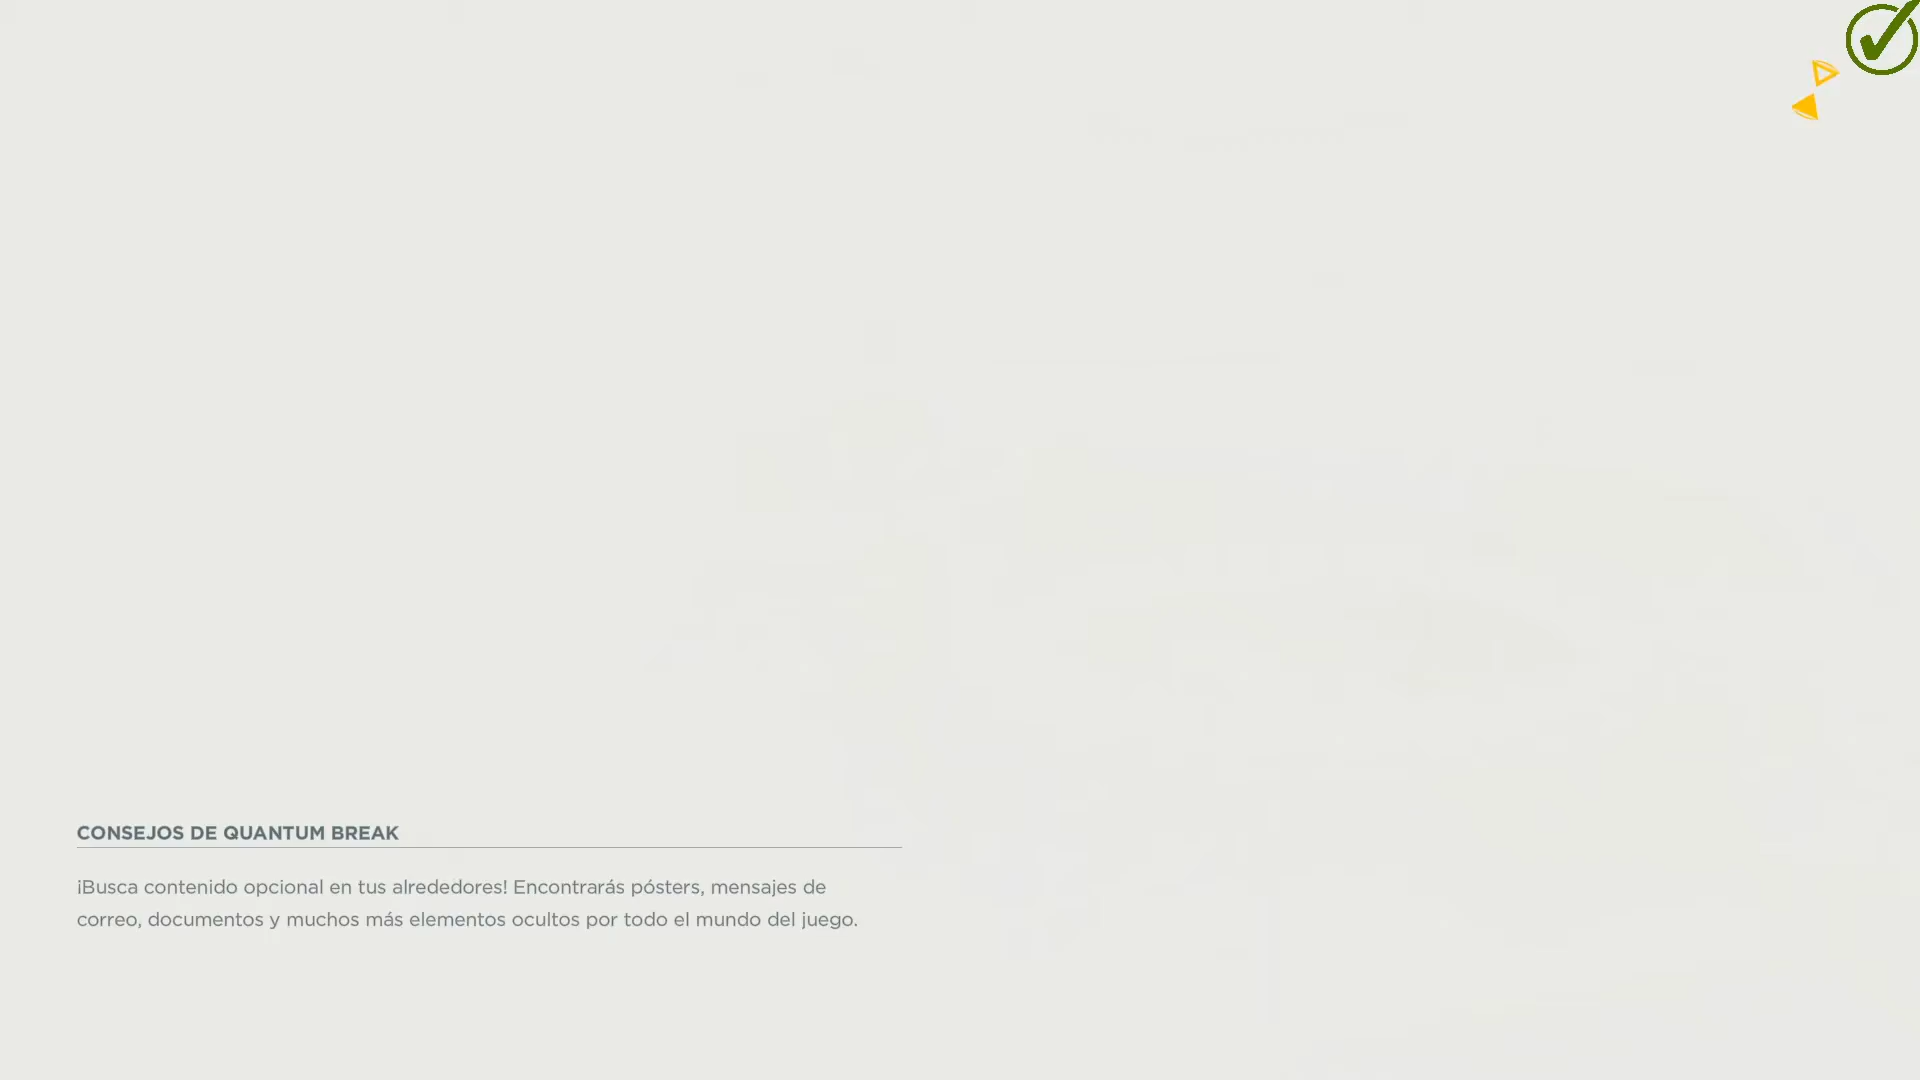 CONSEJOS DE QUANTUM BREAK
¡Busca contenido opcional en tus alrededores! Encontrarás pósters, mensajes de
correo, documentos y muchos más elementos ocultos por todo el mundo del juego.